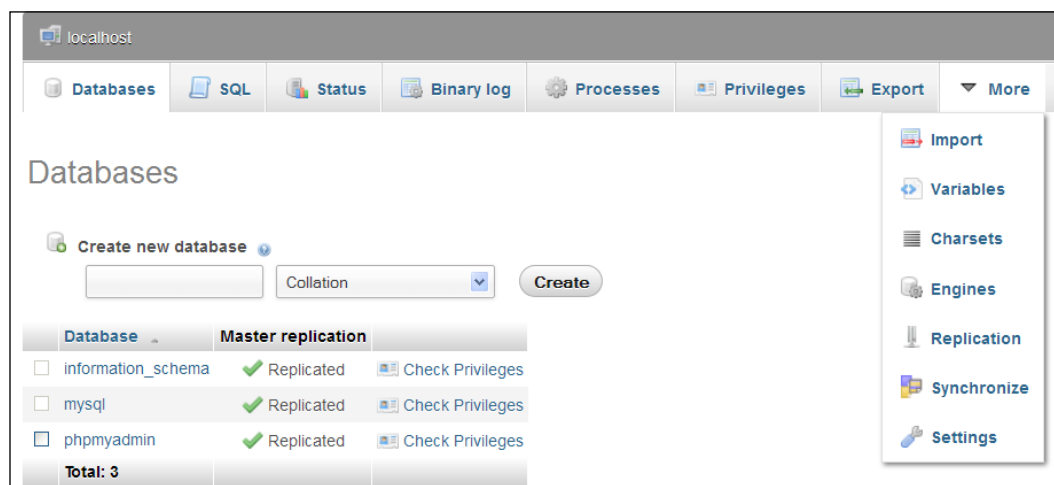 localhost
Databases SQL Status Binary log Processes Privileges Export More
Import
Variables
Charsets
Engines
Replication
Synchronize
Settings
Databases
Create new database
Collation Create
Database Master replication
information_schema Replicated Check Privileges
mysql Replicated Check Privileges
phpmyadmin Replicated Check Privileges
Total: 3